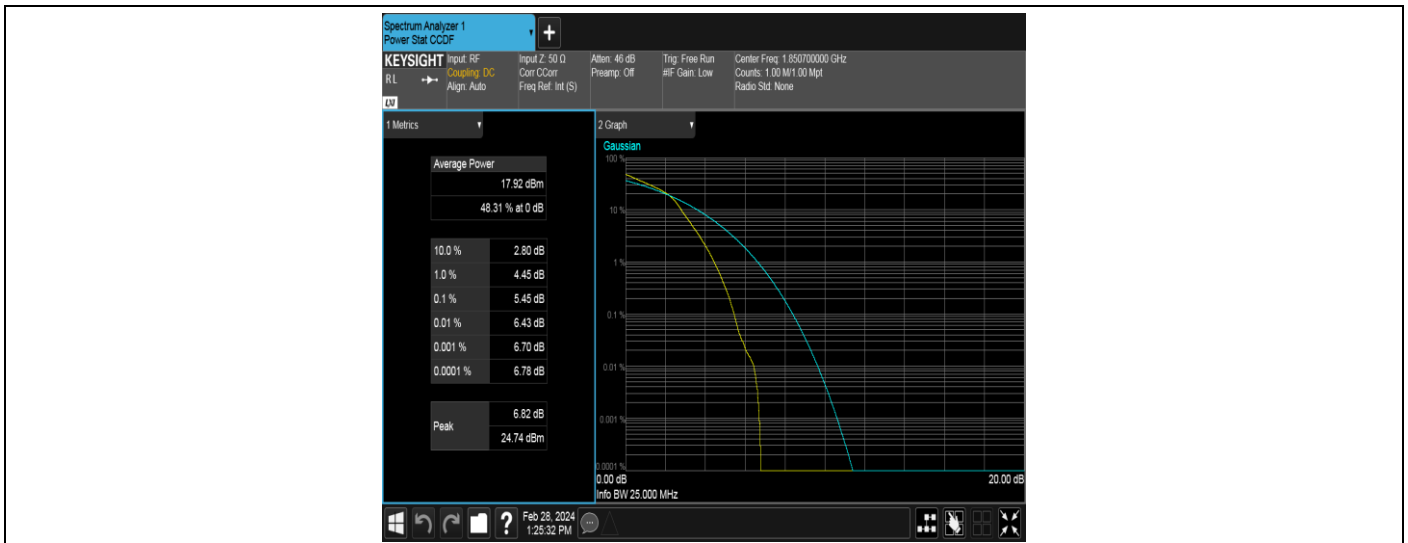 Spectrum Analyzer 1
Power Stat CCDF
+
KEYSIGHT
RL
LXI
Input: RF
Coupling: DC
Align: Auto
Input Z: 50 Ω
Corr CCorr
Freq Ref: Int (S)
Atten: 46 dB
Preamp: Off
Trig: Free Run
#IF Gain: Low
Center Freq: 1.850700000 GHz
Counts: 1.00 M/1.00 Mpt
Radio Std: None
1 Metrics
Average Power
17.92 dBm
48.31 % at 0 dB
10.0 % 2.80 dB
1.0 % 4.45 dB
0.1 % 5.45 dB
0.01 % 6.43 dB
0.001 % 6.70 dB
0.0001 % 6.78 dB
Peak
6.82 dB
24.74 dBm
2 Graph
Gaussian
100 %
10 %
1 %
0.1 %
0.01 %
0.001 %
0.0001 %
0.00 dB
20.00 dB
Info BW 25.000 MHz
?
Feb 28, 2024
1:25:32 PM